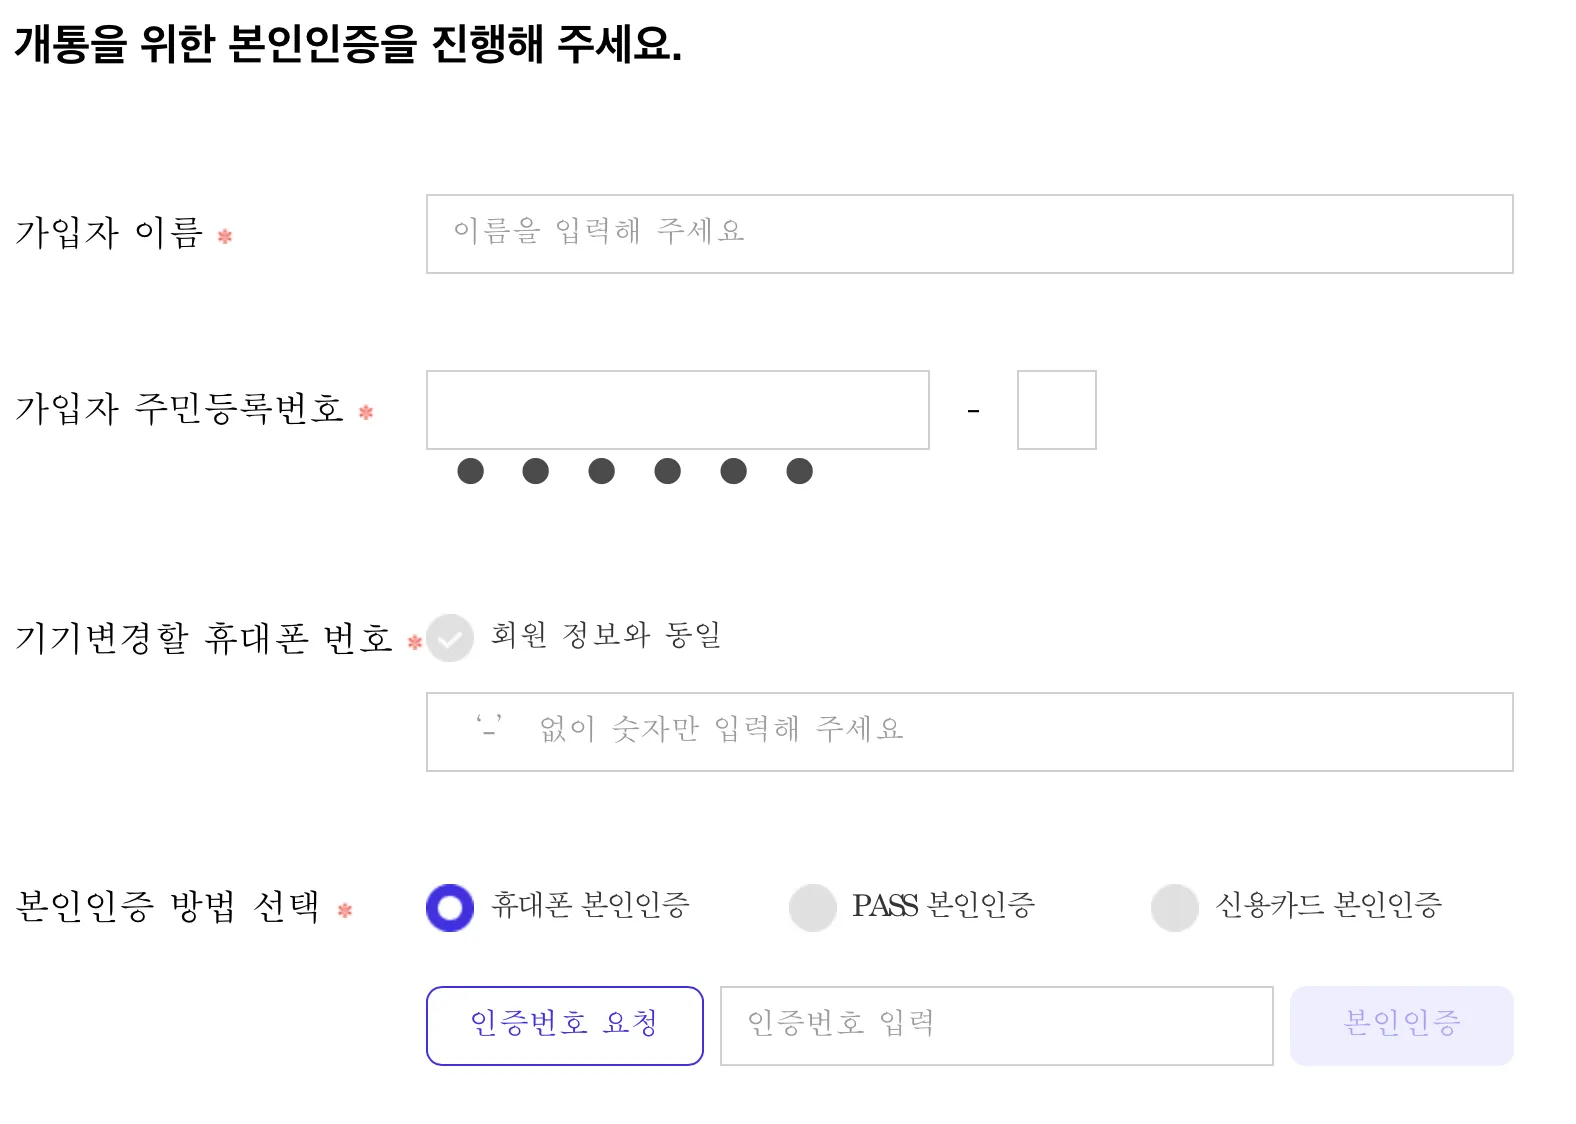 개통을 위한 본인인증을 진행해 주세요.
가입자 이름 *
이름을 입력해 주세요
가입자 주민등록번호 *
-
● ● ● ● ● ●
기기변경할 휴대폰 번호 *
회원 정보와 동일
‘-’ 없이 숫자만 입력해 주세요
본인인증 방법 선택 *
휴대폰 본인인증
PASS 본인인증
신용카드 본인인증
인증번호 요청
인증번호 입력
본인인증